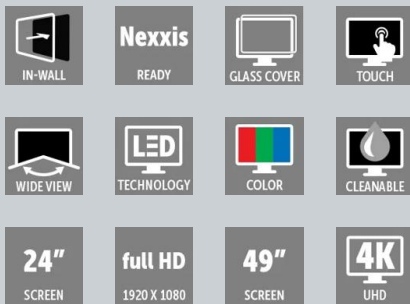 IN-WALL
Nexxis
READY
GLASS COVER
TOUCH
WIDE VIEW
LED
TECHNOLOGY
COLOR
CLEANABLE
24"
SCREEN
full HD
1920 X 1080
49"
SCREEN
4K
UHD